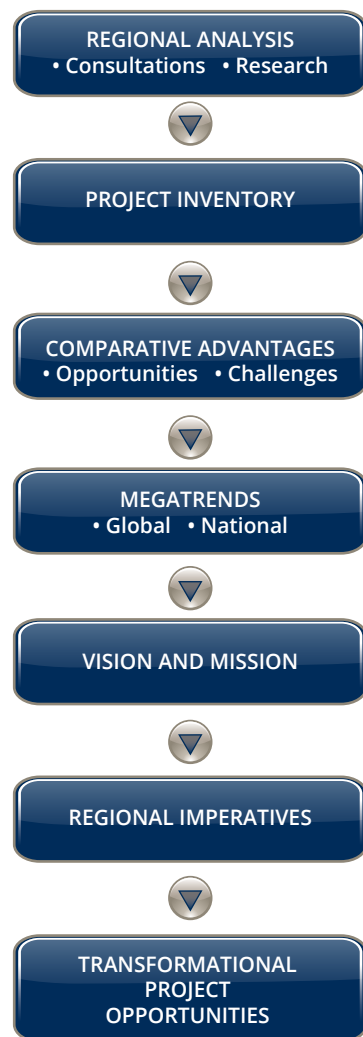 REGIONAL ANALYSIS
• Consultations • Research
PROJECT INVENTORY
COMPARATIVE ADVANTAGES
• Opportunities • Challenges
MEGATRENDS
• Global • National
VISION AND MISSION
REGIONAL IMPERATIVES
TRANSFORMATIONAL
PROJECT
OPPORTUNITIES